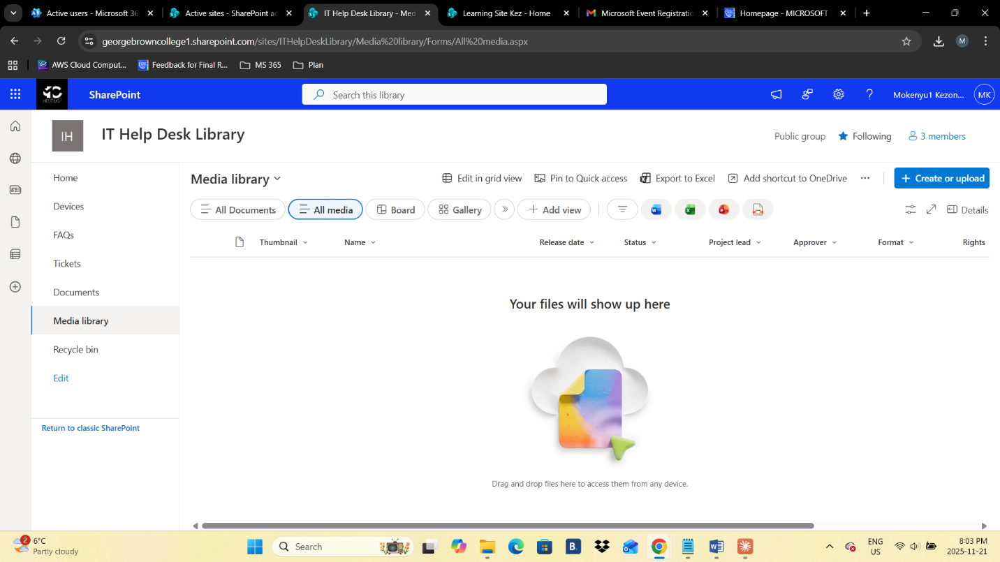 Active users - Microsoft 36
Active sites - SharePoint ac
IT Help Desk Library - Med
Learning Site Kez - Home
Microsoft Event Registratio
Homepage - MICROSOFT
georgebrowncollege1.sharepoint.com/sites/ITHelpDeskLibrary/Media%20library/Forms/All%20media.aspx
M
AWS Cloud Comput...
Feedback for Final R...
MS 365
Plan
SharePoint
Search this library
Mokenyu1 Kezon...
MK
IH
IT Help Desk Library
Public group
Following
3 members
Home
Devices
FAQs
Tickets
Documents
Media library
Recycle bin
Edit
Return to classic SharePoint
Media library
Edit in grid view
Pin to Quick access
Export to Excel
Add shortcut to OneDrive
Create or upload
All Documents
All media
Board
Gallery
Add view
Details
Thumbnail
Name
Release date
Status
Project lead
Approver
Format
Rights
Your files will show up here
Drag and drop files here to access them from any device.
2
6°C
Partly cloudy
Search
B.
ENG
US
8:03 PM
2025-11-21